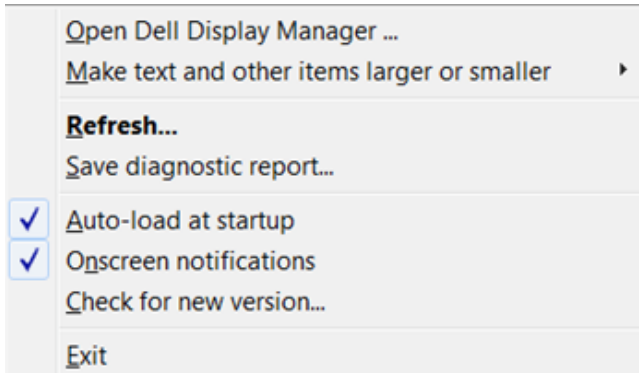 Open Dell Display Manager ...
Make text and other items larger or smaller
Refresh...
Save diagnostic report...
Auto-load at startup
Onscreen notifications
Check for new version...
Exit